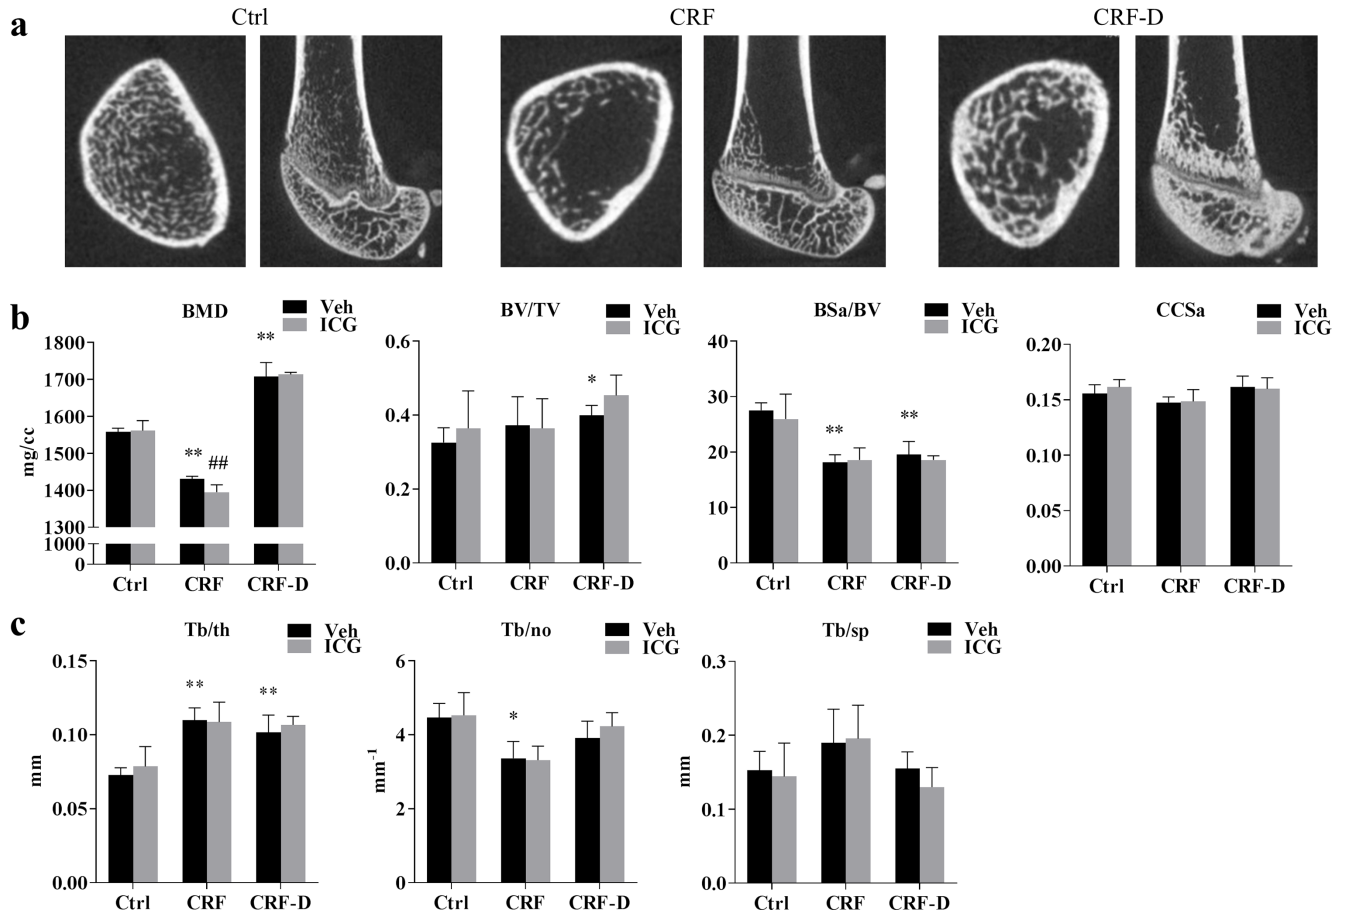 a
Ctrl
CRF
CRF-D
b
BMD
Veh
ICG
mg/cc
1800
1700
1600
1500
1400
1300
1000
0
**
**
##
Ctrl
CRF
CRF-D
BV/TV
Veh
ICG
0.6
0.4
0.2
0.0
*
Ctrl
CRF
CRF-D
BSa/BV
Veh
ICG
40
30
20
10
0
**
**
Ctrl
CRF
CRF-D
CCSa
Veh
ICG
0.20
0.15
0.10
0.05
0.00
Ctrl
CRF
CRF-D
c
Tb/th
Veh
ICG
mm
0.15
0.10
0.05
0.00
**
**
Ctrl
CRF
CRF-D
Tb/no
Veh
ICG
mm⁻¹
6
4
2
0
*
Ctrl
CRF
CRF-D
Tb/sp
Veh
ICG
mm
0.3
0.2
0.1
0.0
Ctrl
CRF
CRF-D